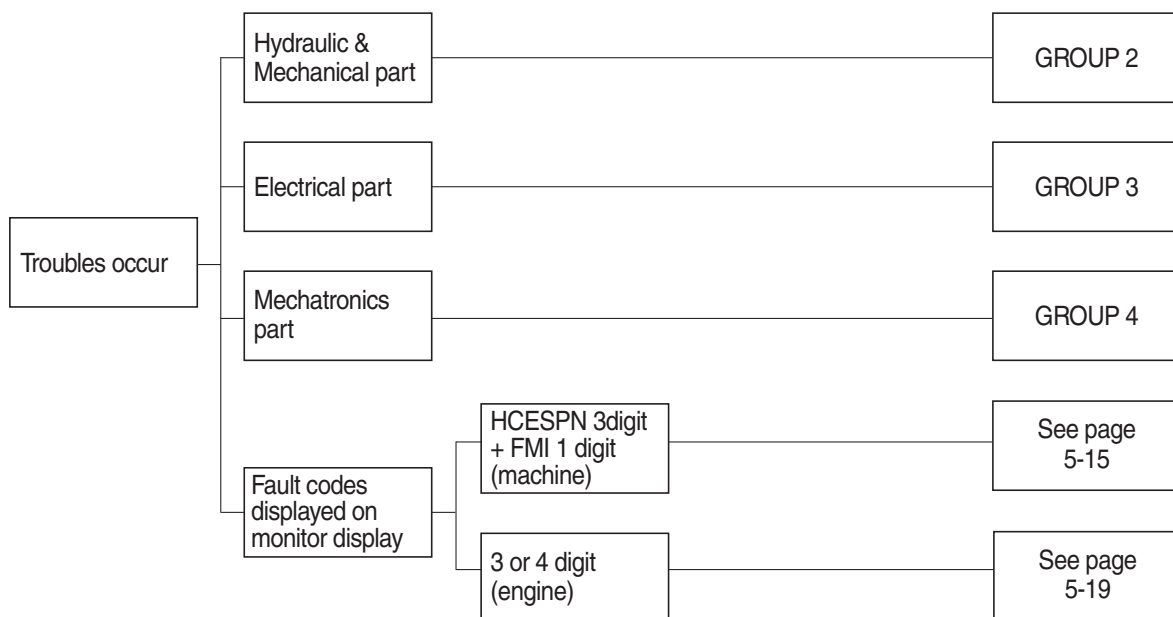 Hydraulic &
Mechanical part
GROUP 2
Electrical part
GROUP 3
Troubles occur
Mechatronics
part
GROUP 4
HCESPN 3digit
+ FMI 1 digit
(machine)
See page
5-15
Fault codes
displayed on
monitor display
3 or 4 digit
(engine)
See page
5-19